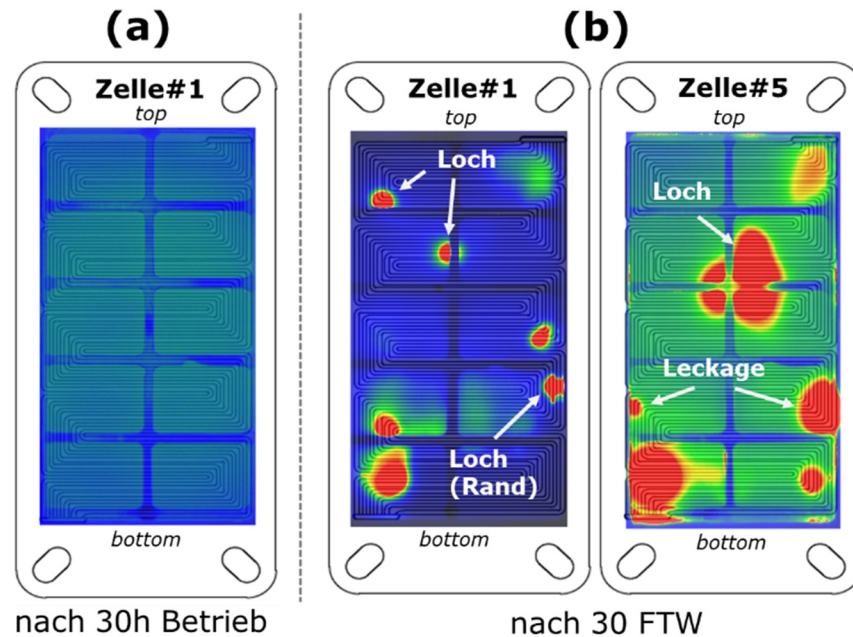 (a)
Zelle#1
top
bottom
nach 30h Betrieb
(b)
Zelle#1
top
Loch
Loch
(Rand)
bottom
Zelle#5
top
Loch
Leckage
bottom
nach 30 FTW